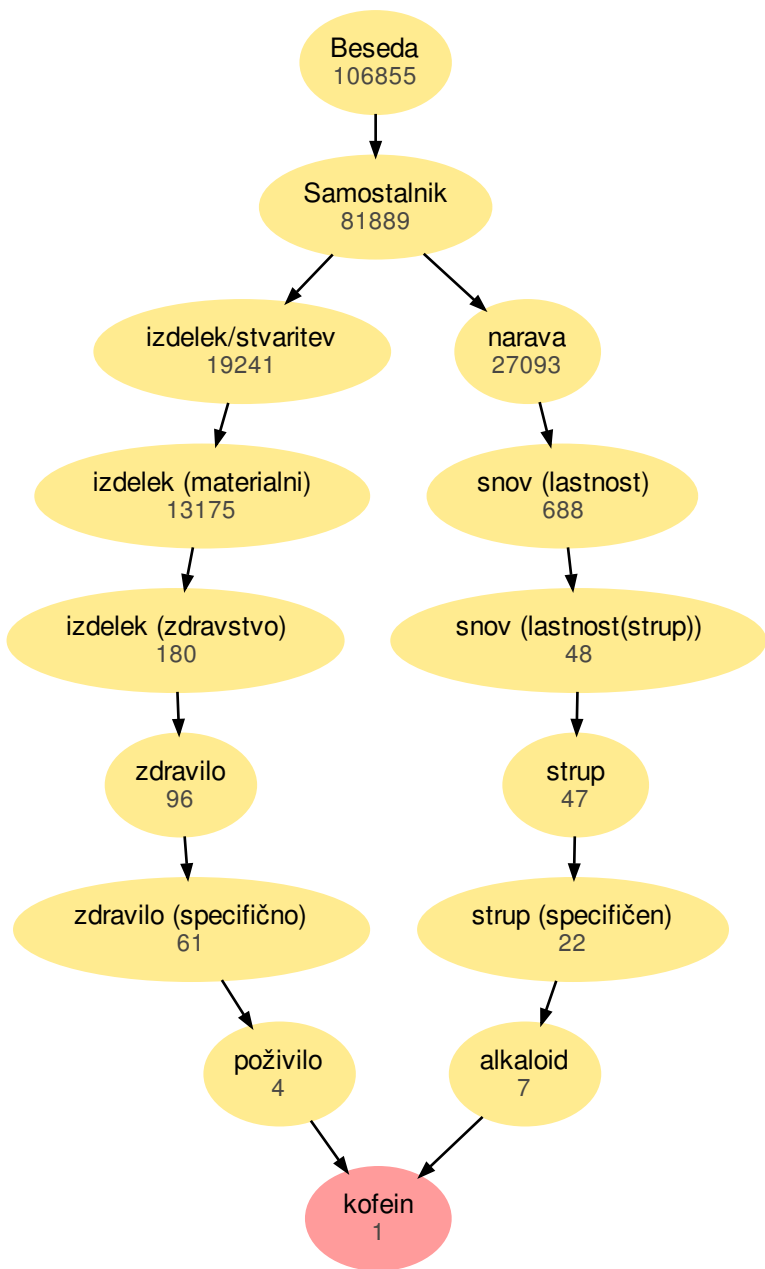 Beseda
106855
Samostalnik
81889
izdelek/stvaritev
19241
narava
27093
izdelek (materialni)
13175
snov (lastnost)
688
izdelek (zdravstvo)
180
snov (lastnost(strup))
48
zdravilo
96
strup
47
zdravilo (specifično)
61
strup (specifičen)
22
poživilo
4
alkaloid
7
kofein
1